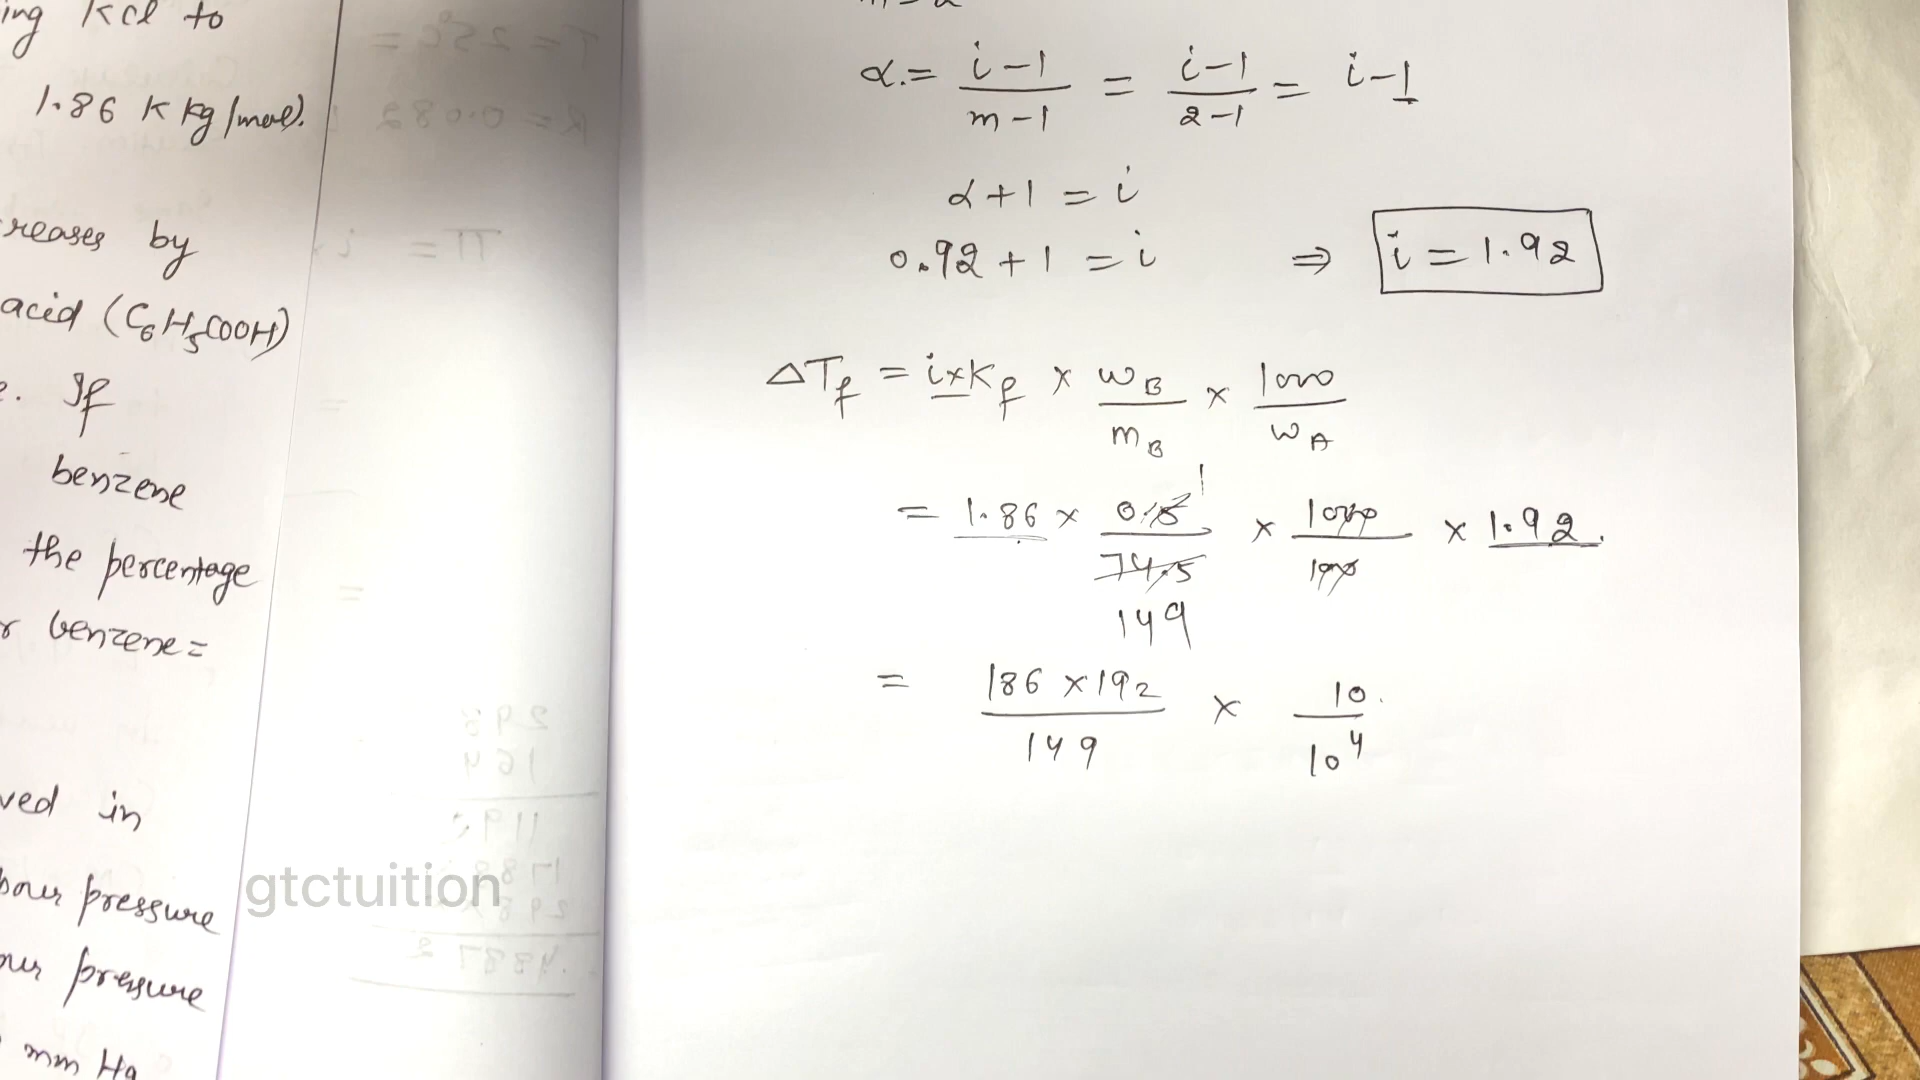 ing KCl to
1.86 K Kg/mol).
reases by
acid (C6H5COOH)
. If
benzene
the percentage
r benzene =
ved in
pour pressure
pressure
mm Hg
α = i-1/m-1 = i-1/2-1 = i-1
α+1 = i
0.92+1 = i ⇒ i = 1.92
ΔTf = i×Kf × wB/mB × 1000/wA
= 1.86 × 0.5/74.5 × 1000/100 × 1.92
1
149
= 186 ×192/149 × 10/10^4
gtctuition